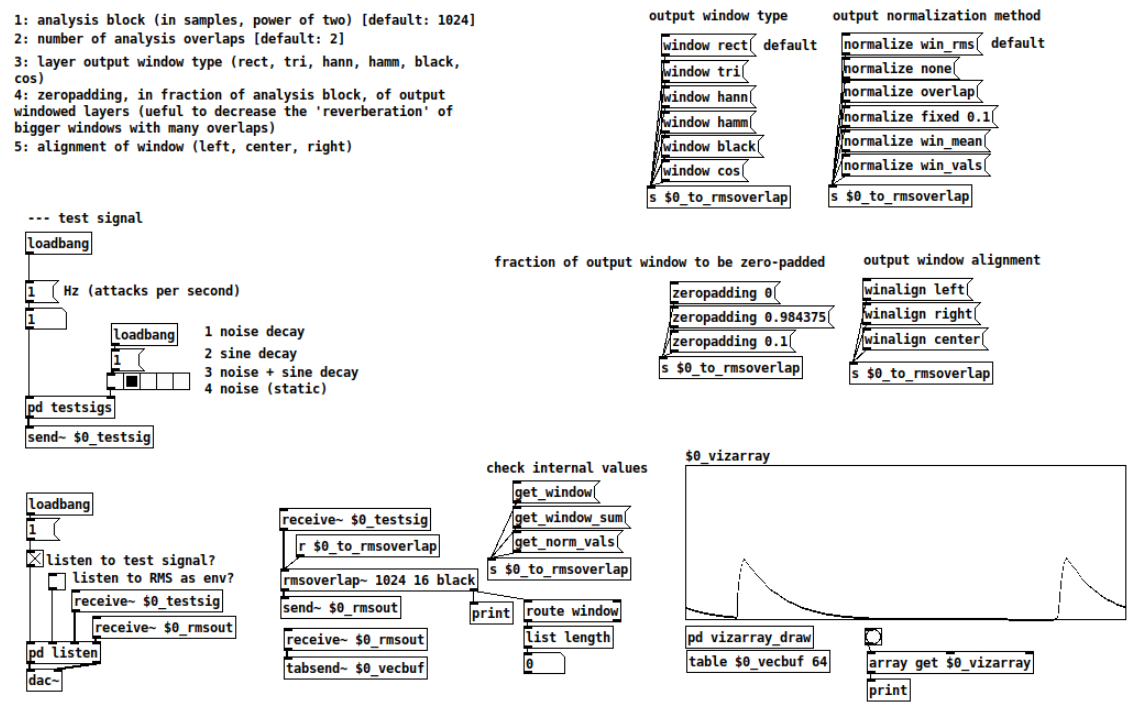 1: analysis block (in samples, power of two) [default: 1024]
2: number of analysis overlaps [default: 2]
3: layer output window type (rect, tri, hann, hamm, black,
cos)
4: zeropadding, in fraction of analysis block, of output
windowed layers (ueful to decrease the 'reverberation' of
bigger windows with many overlaps)
5: alignment of window (left, center, right)
output window type
window rect
default
window tri
window hann
window hamm
window black
window cos
s $0_to_rmsoverlap
output normalization method
normalize win_rms
default
normalize none
normalize overlap
normalize fixed 0.1
normalize win_mean
normalize win_vals
s $0_to_rmsoverlap
--- test signal
loadbang
1
Hz (attacks per second)
1
loadbang
1
1 noise decay
2 sine decay
3 noise + sine decay
4 noise (static)
pd testsigs
send~ $0_testsig
fraction of output window to be zero-padded
zeropadding 0
zeropadding 0.984375
zeropadding 0.1
s $0_to_rmsoverlap
output window alignment
winalign left
winalign right
winalign center
s $0_to_rmsoverlap
loadbang
1
listen to test signal?
listen to RMS as env?
receive~ $0_testsig
receive~ $0_rmsout
pd listen
dac~
receive~ $0_testsig
r $0_to_rmsoverlap
rmsoverlap~ 1024 16 black
send~ $0_rmsout
receive~ $0_rmsout
tabsend~ $0_vecbuf
check internal values
get_window
get_window_sum
get_norm_vals
s $0_to_rmsoverlap
print
route window
list length
0
$0_vizarray
pd vizarray_draw
table $0_vecbuf 64
array get $0_vizarray
print